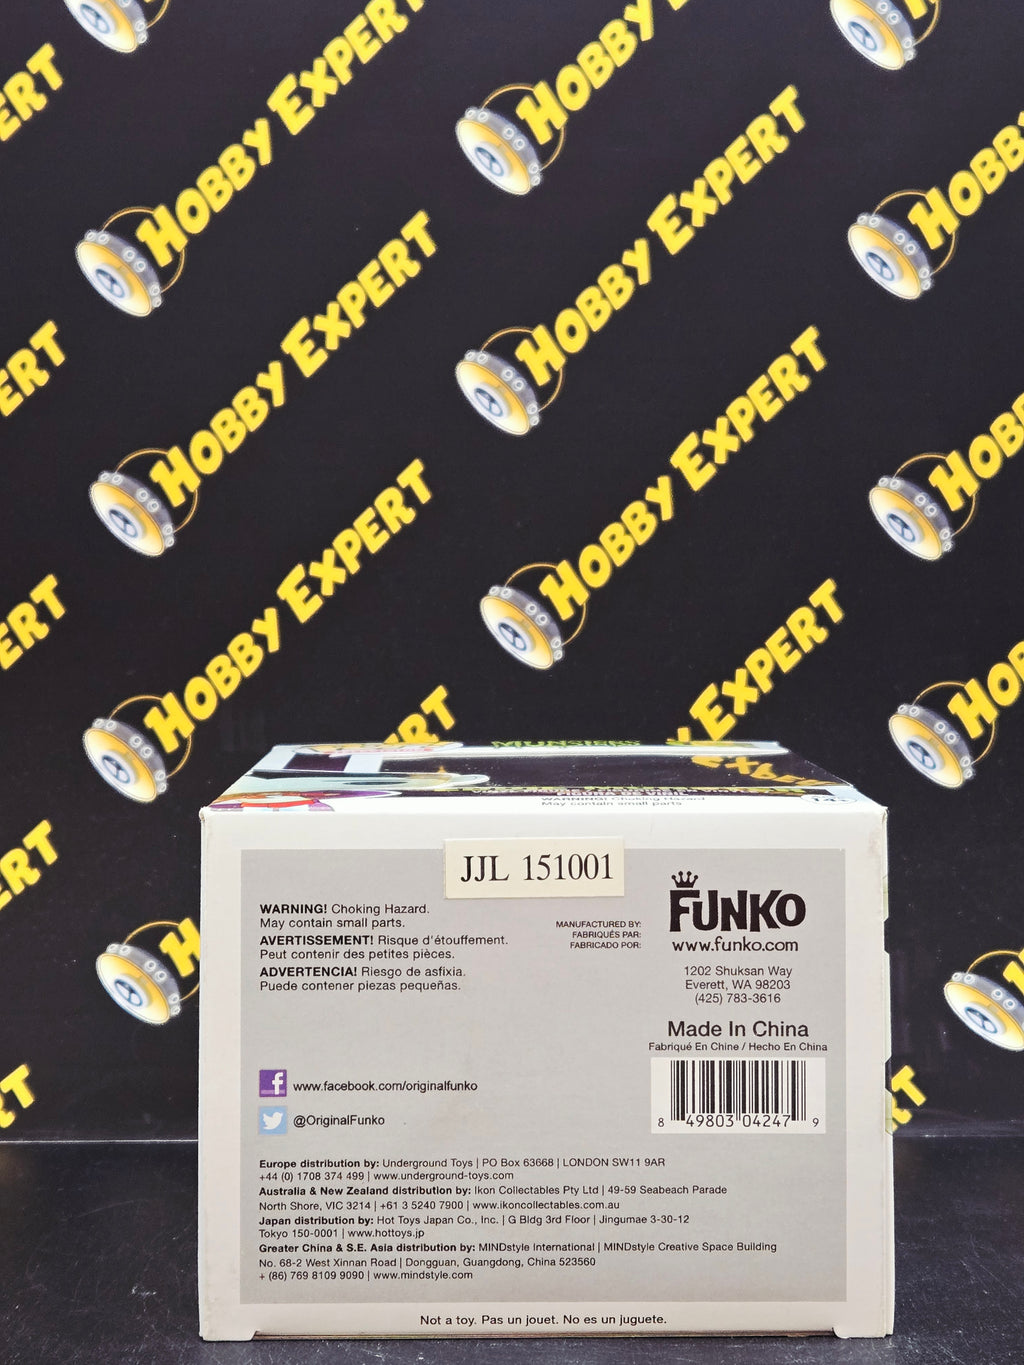 HOBBY EXPERT
HOBBY EXPERT
HOBBY EXPERT
HOBBY EXPERT
HOBBY EXPERT
HOBBY EXPERT
HOBBY EXPERT
MUNSTERS
WARNING! Choking Hazard
May contain small parts
JJL 151001
WARNING! Choking Hazard.
May contain small parts.
AVERTISSEMENT! Risque d'étouffement.
Peut contenir des petites pièces.
ADVERTENCIA! Riesgo de asfixia.
Puede contener piezas pequeñas.
MANUFACTURED BY:
FABRIQUÉS PAR:
FABRICADO POR:
FUNKO
www.funko.com
1202 Shuksan Way
Everett, WA 98203
(425) 783-3616
Made In China
Fabriqué En Chine / Hecho En China
8 49803 04247 9
www.facebook.com/originalfunko
@OriginalFunko
Europe distribution by: Underground Toys | PO Box 63668 | LONDON SW11 9AR
+44 (0) 1708 374 499 | www.underground-toys.com
Australia & New Zealand distribution by: Ikon Collectables Pty Ltd | 49-59 Seabeach Parade
North Shore, VIC 3214 | +61 3 5240 7900 | www.ikoncollectables.com.au
Japan distribution by: Hot Toys Japan Co., Inc. | G Bldg 3rd Floor | Jingumae 3-30-12
Tokyo 150-0001 | www.hottoys.jp
Greater China & S.E. Asia distribution by: MINDstyle International | MINDstyle Creative Space Building
No. 68-2 West Xinnan Road | Dongguan, Guangdong, China 523560
+ (86) 769 8109 9090 | www.mindstyle.com
Not a toy. Pas un jouet. No es un juguete.